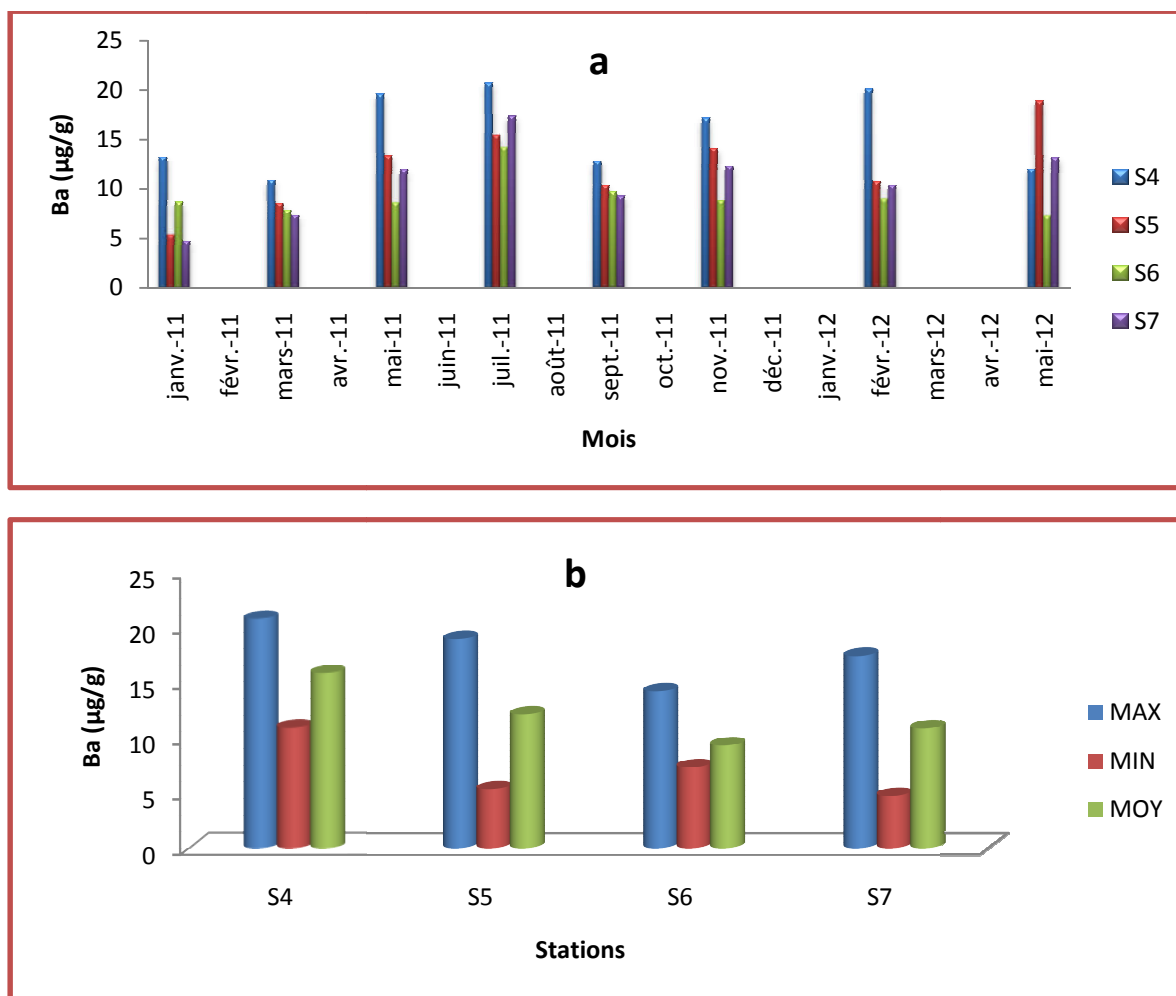 a
Ba (µg/g)
25
20
15
10
5
0
janv.-11
févr.-11
mars-11
avr.-11
mai-11
juin-11
juil.-11
août-11
sept.-11
oct.-11
nov.-11
déc.-11
janv.-12
févr.-12
mars-12
avr.-12
mai-12
Mois
S4
S5
S6
S7
b
Ba (µg/g)
25
20
15
10
5
0
S4
S5
S6
S7
Stations
MAX
MIN
MOY